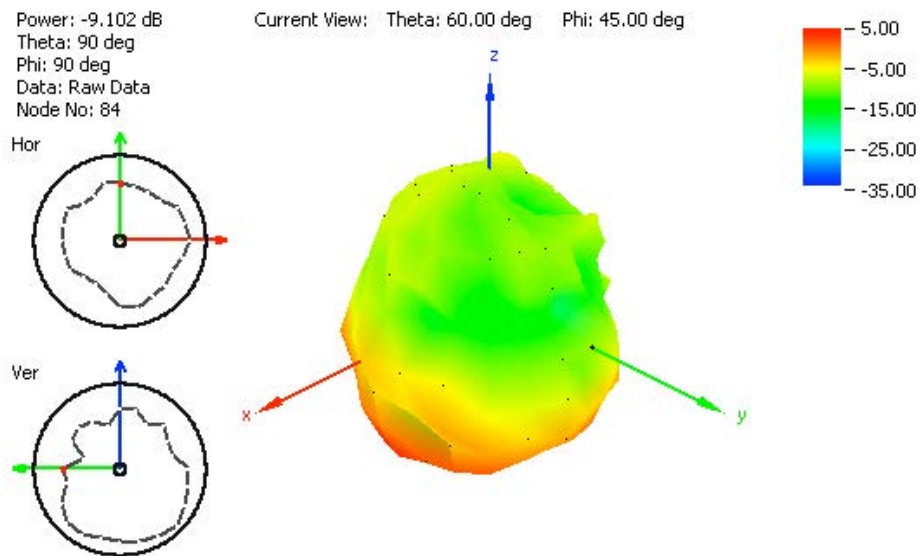 Power: -9.102 dB
Theta: 90 deg
Phi: 90 deg
Data: Raw Data
Node No: 84
Current View: Theta: 60.00 deg Phi: 45.00 deg
Hor
Ver
z
x
y
5.00
-5.00
-15.00
-25.00
-35.00